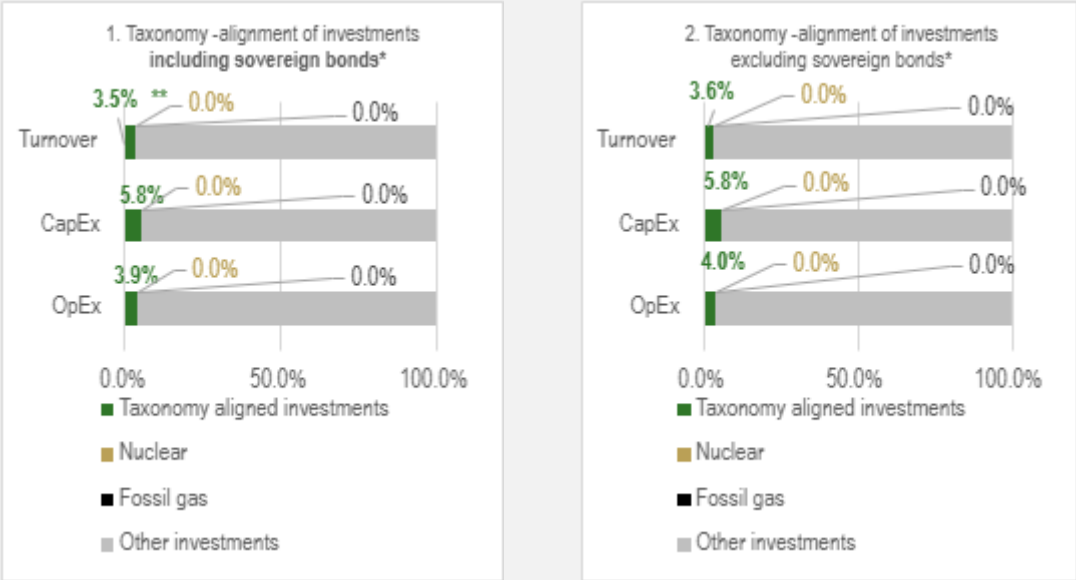 1. Taxonomy -alignment of investments
including sovereign bonds*
3.5% ** 0.0% 0.0%
Turnover
5.8% 0.0% 0.0%
CapEx
3.9% 0.0% 0.0%
OpEx
0.0% 50.0% 100.0%
Taxonomy aligned investments
Nuclear
Fossil gas
Other investments
2. Taxonomy -alignment of investments
excluding sovereign bonds*
3.6% 0.0% 0.0%
Turnover
5.8% 0.0% 0.0%
CapEx
4.0% 0.0% 0.0%
OpEx
0.0% 50.0% 100.0%
Taxonomy aligned investments
Nuclear
Fossil gas
Other investments